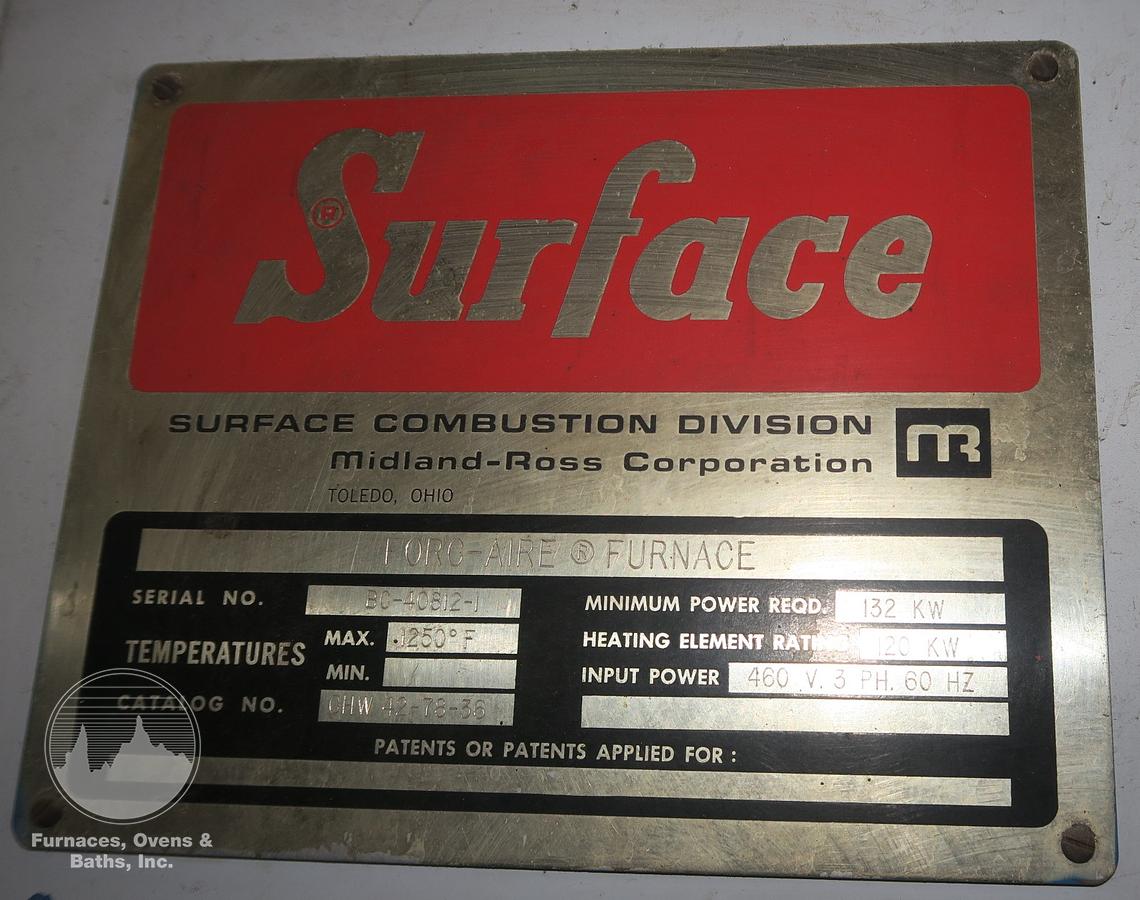 Surface
®
SURFACE COMBUSTION DIVISION
Midland-Ross Corporation
TOLEDO, OHIO
FORC-AIRE ® FURNACE
SERIAL NO. BC-40812-1
TEMPERATURES
MAX. 1250° F
MIN.
CATALOG NO. CHW 42-78-36
MINIMUM POWER REQD. 132 KW
HEATING ELEMENT 120 KW
INPUT POWER 460 V. 3 PH. 60 HZ
PATENTS OR PATENTS APPLIED FOR :
Furnaces, Ovens &
Baths, Inc.